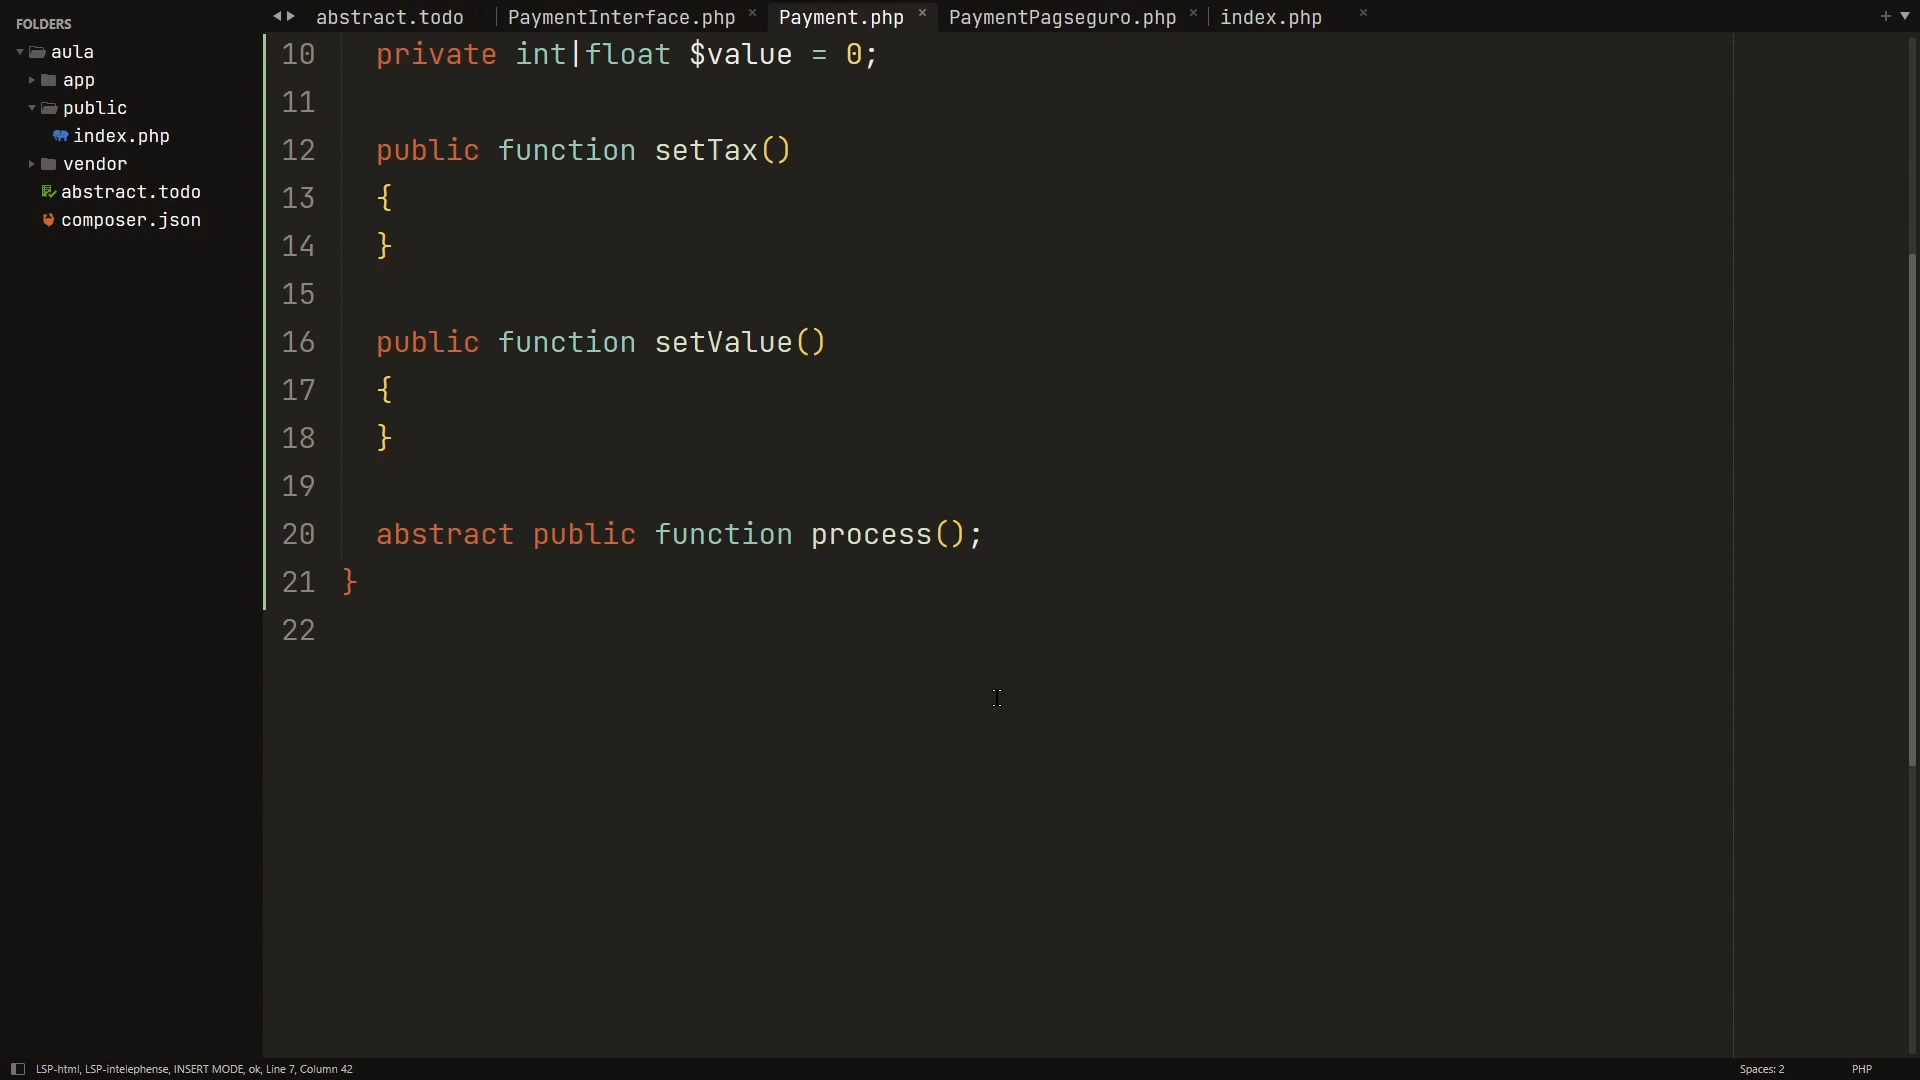 FOLDERS
aula
app
public
index.php
vendor
abstract.todo
composer.json
abstract.todo
PaymentInterface.php ×
Payment.php ×
PaymentPagseguro.php ×
index.php ×
10 private int|float $value = 0;
11
12 public function setTax()
13 {
14 }
15
16 public function setValue()
17 {
18 }
19
20 abstract public function process();
21 }
22
LSP-html, LSP-intelephense, INSERT MODE, ok, Line 7, Column 42
Spaces: 2
PHP